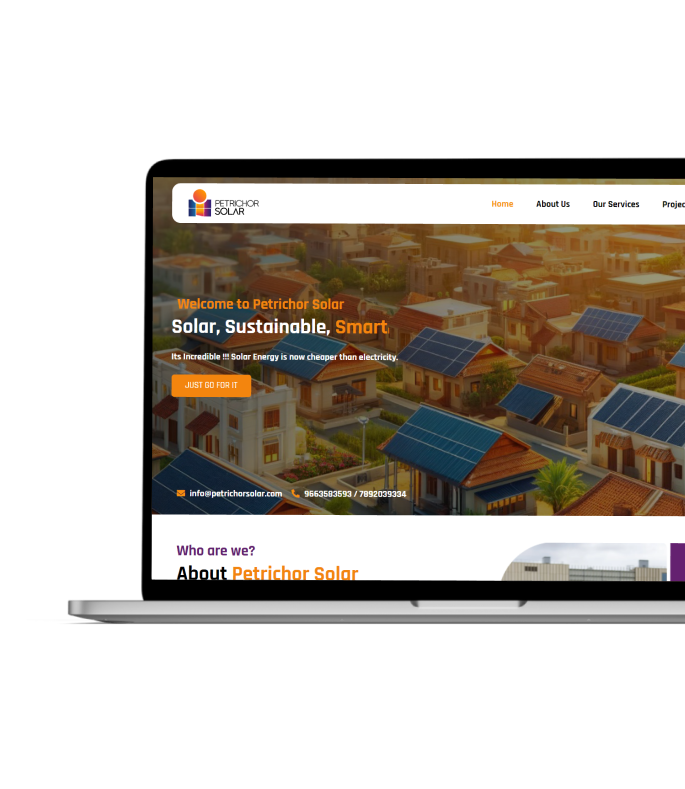 PETRICHOR
SOLAR
Home About Us Our Services Projec
Welcome to Petrichor Solar
Solar, Sustainable, Smart
Its Incredible !!! Solar Energy is now cheaper than electricity.
JUST GO FOR IT
info@petrichorsolar.com 9663583593 / 7892039334
Who are we?
About Petrichor Solar